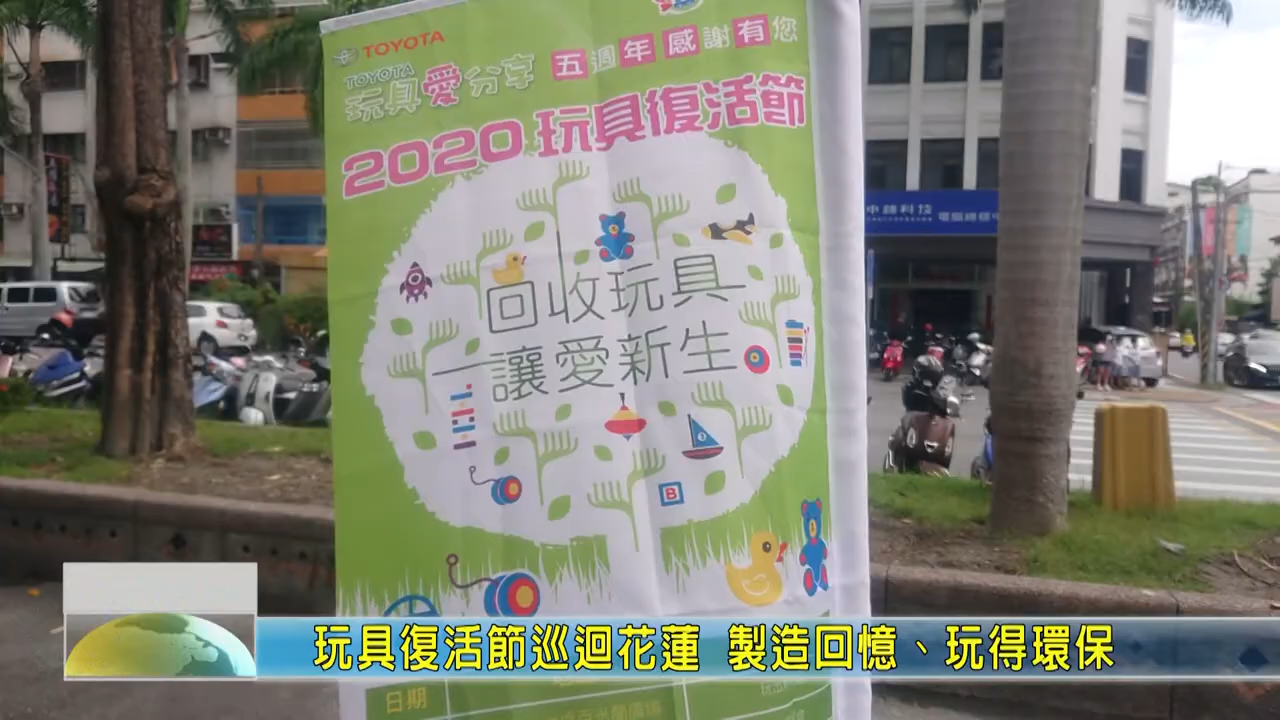 TOYOTA
TOYOTA
玩具愛分享 五週年感謝有您
2020 玩具復活節
回收玩具
讓愛新生
B
日期
玩具復活節巡迴花蓮 製造回憶、玩得環保